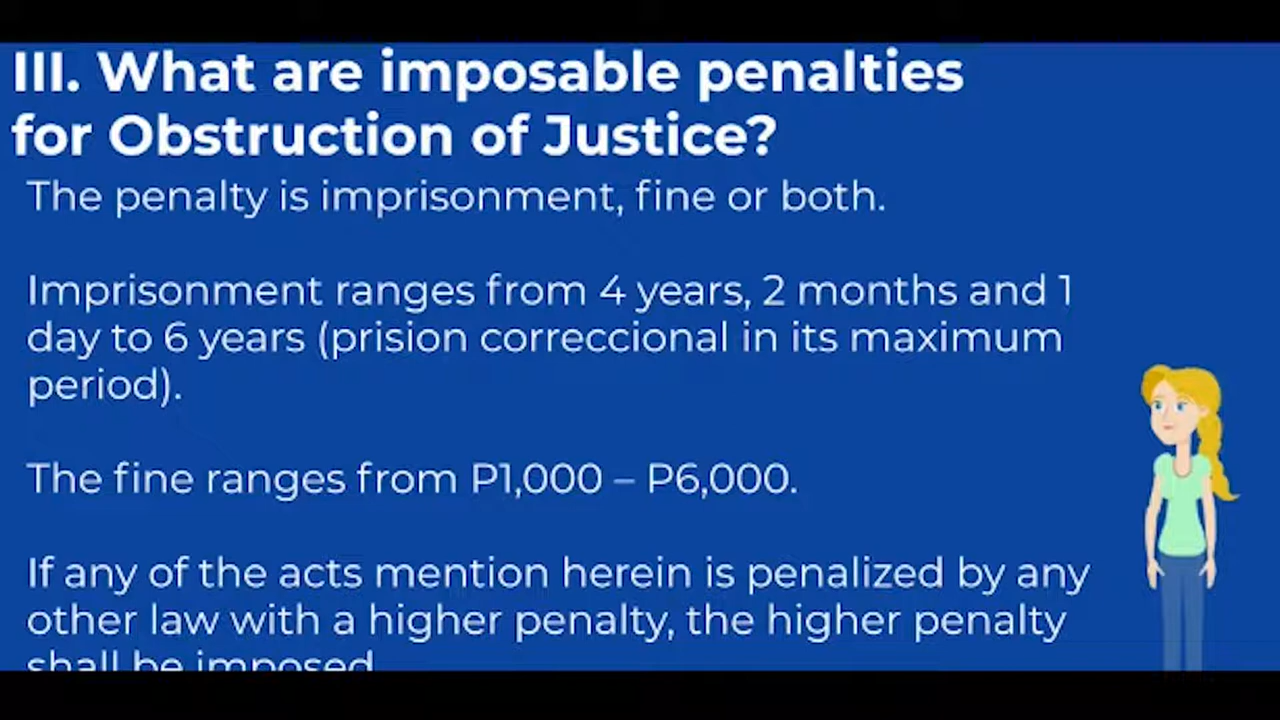 III. What are imposable penalties
for Obstruction of Justice?
The penalty is imprisonment, fine or both.
Imprisonment ranges from 4 years, 2 months and 1
day to 6 years (prision correccional in its maximum
period).
The fine ranges from P1,000 – P6,000.
If any of the acts mention herein is penalized by any
other law with a higher penalty, the higher penalty
shall be imposed